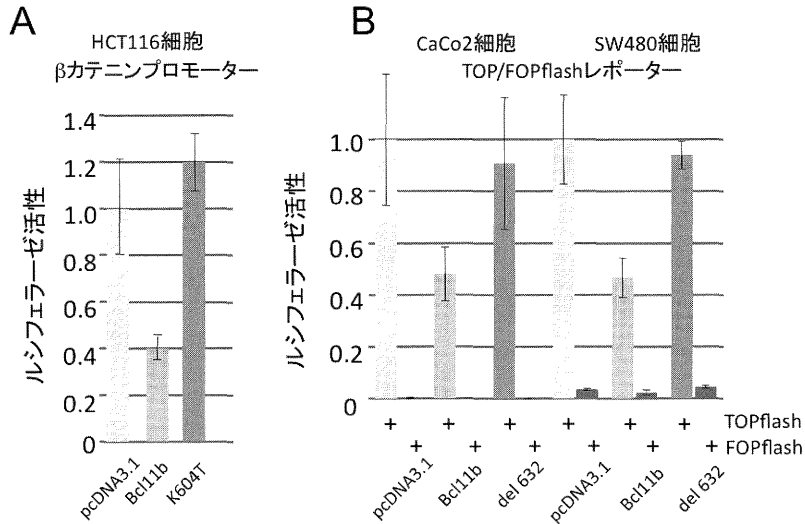 A
HCT116細胞
βカテニンプロモーター
ルシフェラーゼ活性
1.4
1.2
1.0
0.8
0.6
0.4
0.2
0
pcDNA3.1
Bcl11b
K604T
B
CaCo2細胞 SW480細胞
TOP/FOPflashレポーター
ルシフェラーゼ活性
1.0
0.8
0.6
0.4
0.2
0
+ + + + + + TOPflash
+ + + + + + FOPflash
pcDNA3.1
Bcl11b
del 632
pcDNA3.1
Bcl11b
del 632